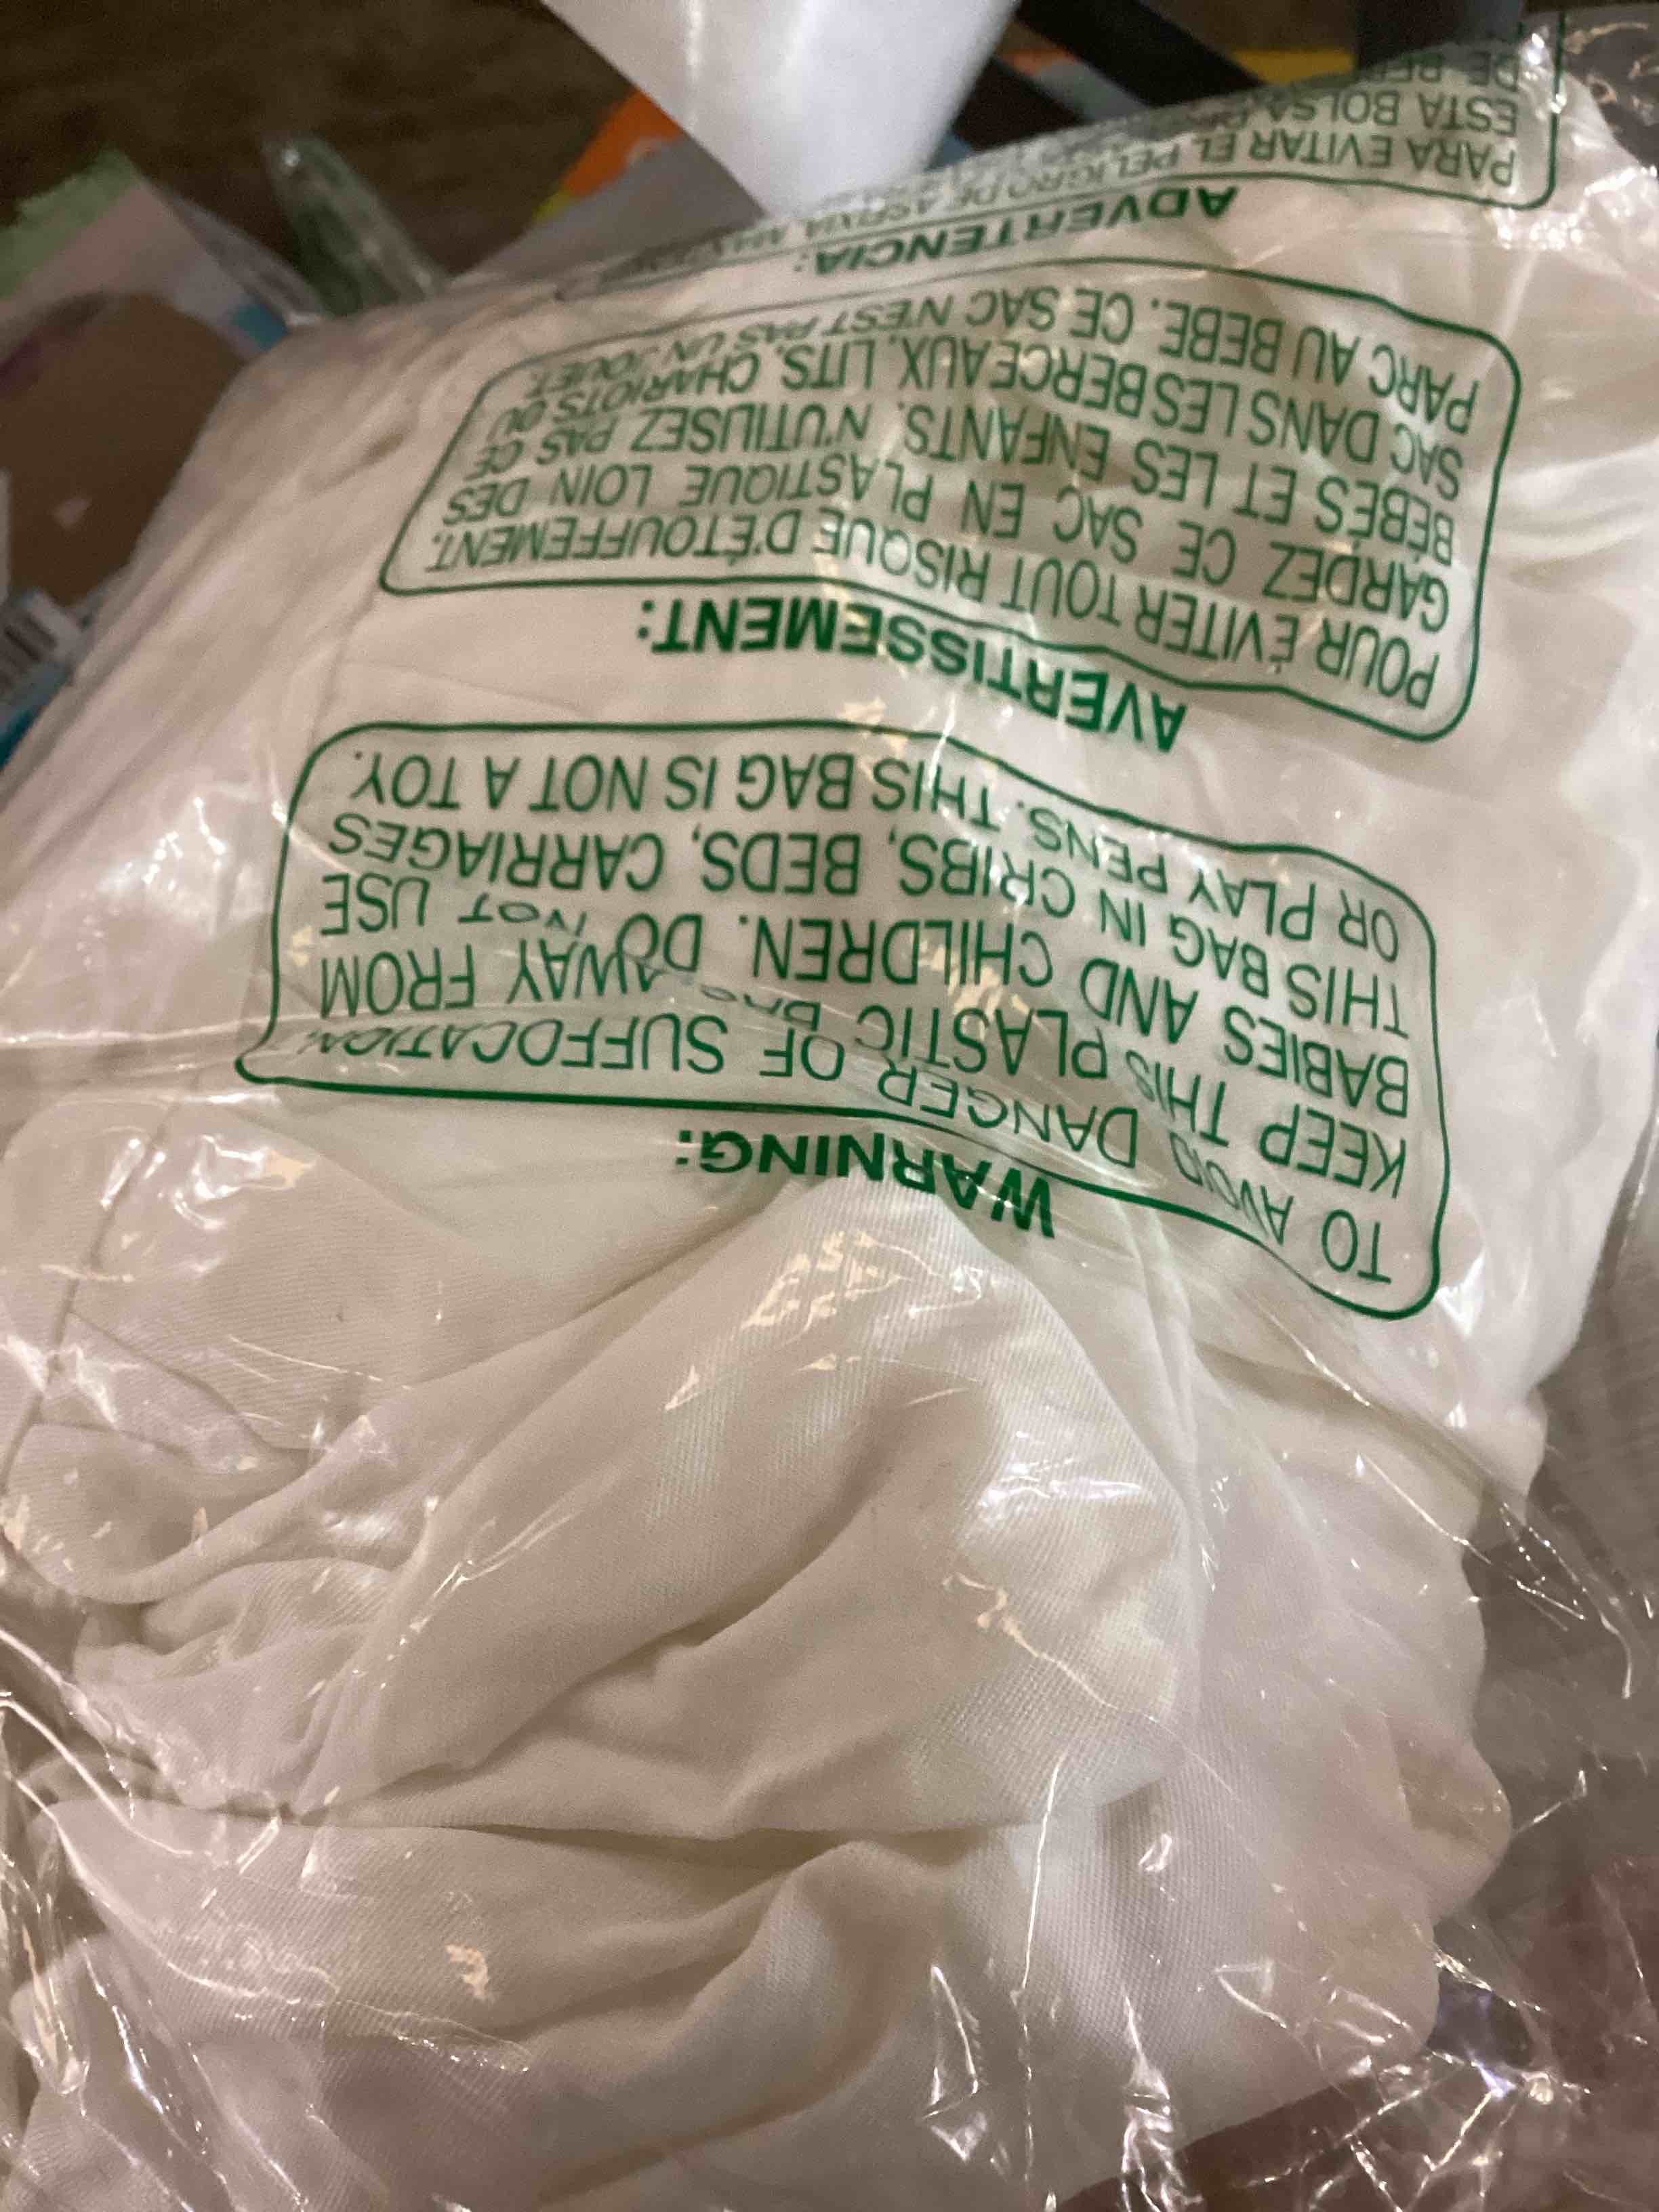 WARNING:
TO AVOID DANGER OF SUFFOCATION,
KEEP THIS PLASTIC BAG AWAY FROM
BABIES AND CHILDREN. DO NOT USE
THIS BAG IN CRIBS, BEDS, CARRIAGES
OR PLAY PENS. THIS BAG IS NOT A TOY.
AVERTISSEMENT:
POUR ÉVITER TOUT RISQUE D'ÉTOUFFEMENT,
GARDEZ CE SAC EN PLASTIQUE LOIN DES
BÉBÉS ET LES ENFANTS. N'UTILISEZ PAS CE
SAC DANS LES BERCEAUX, LITS, CHARIOTS OU
PARC AU BEBE. CE SAC N'EST PAS UN JOUET.
ADVERTENCIA:
PARA EVITAR EL PELIGRO DE ASFIXIA,
ESTA BOLSA
DE